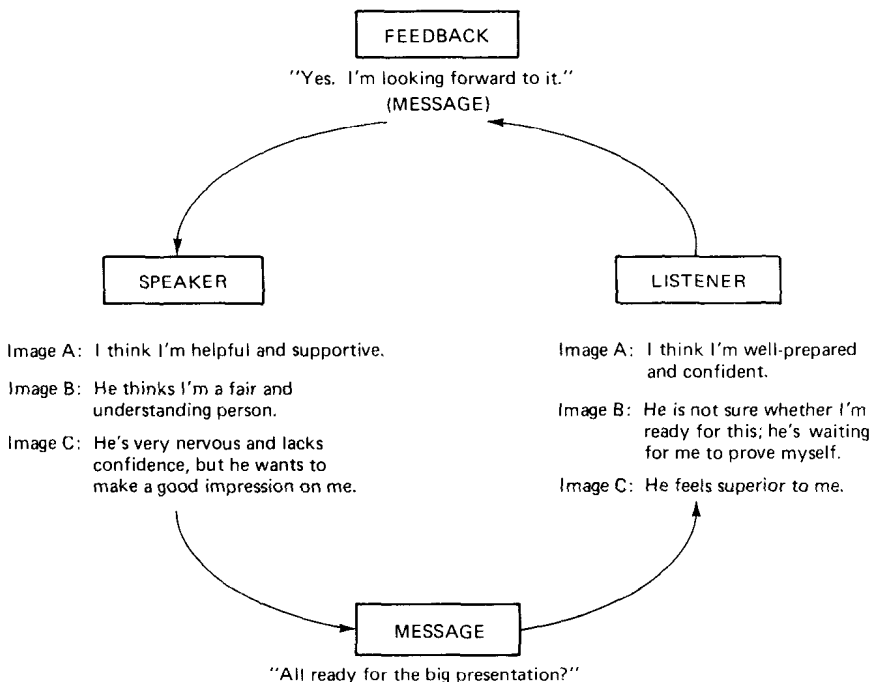 FEEDBACK
"Yes. I'm looking forward to it."
(MESSAGE)
SPEAKER
Image A: I think I'm helpful and supportive.
Image B: He thinks I'm a fair and
understanding person.
Image C: He's very nervous and lacks
confidence, but he wants to
make a good impression on me.
LISTENER
Image A: I think I'm well-prepared
and confident.
Image B: He is not sure whether I'm
ready for this; he's waiting
for me to prove myself.
Image C: He feels superior to me.
MESSAGE
"All ready for the big presentation?"